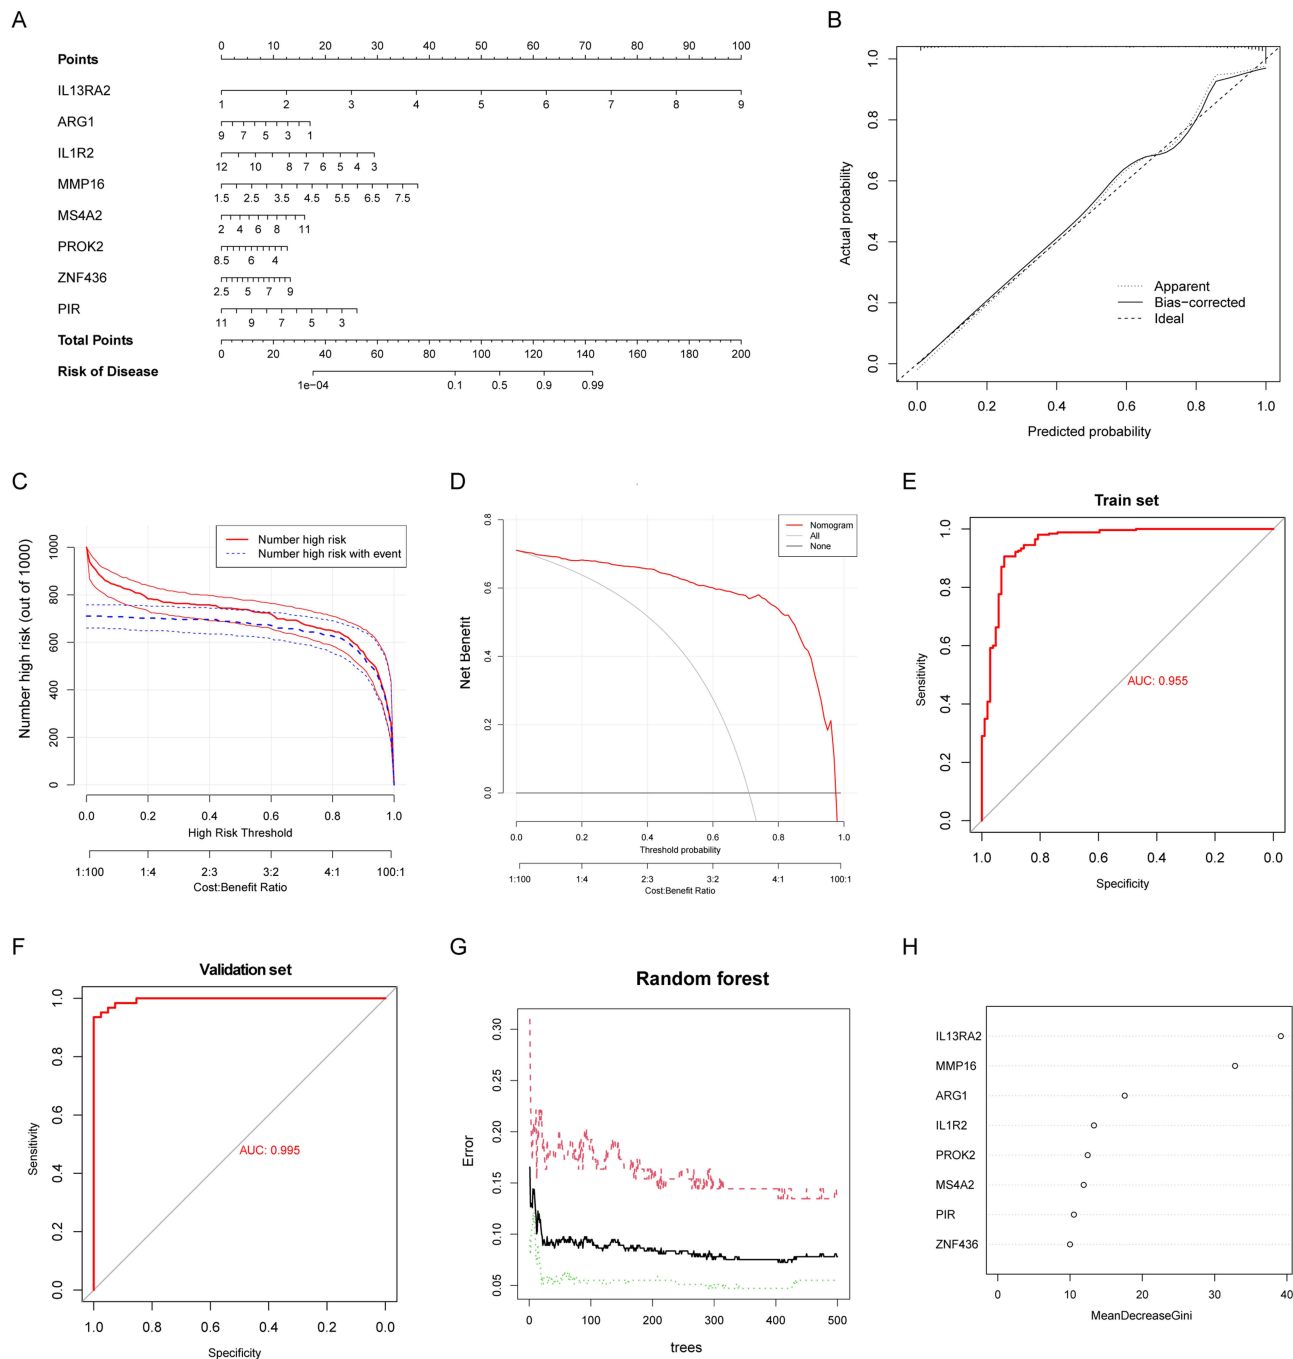 A
Points
0 10 20 30 40 50 60 70 80 90 100
IL13RA2
1 2 3 4 5 6 7 8 9
ARG1
9 7 5 3 1
IL1R2
12 10 8 7 6 5 4 3
MMP16
1.5 2.5 3.5 4.5 5.5 6.5 7.5
MS4A2
2 4 6 8 11
PROK2
8.5 6 4
ZNF436
2.5 5 7 9
PIR
11 9 7 5 3
Total Points
0 20 40 60 80 100 120 140 160 180 200
Risk of Disease
1e−04 0.1 0.5 0.9 0.99
B
Actual probability
1.0
0.8
0.6
0.4
0.2
0.0
Apparent
Bias−corrected
Ideal
0.0 0.2 0.4 0.6 0.8 1.0
Predicted probability
C
Number high risk (out of 1000)
1000
800
600
400
200
0
Number high risk
Number high risk with event
0.0 0.2 0.4 0.6 0.8 1.0
High Risk Threshold
1:100 1:4 2:3 3:2 4:1 100:1
Cost:Benefit Ratio
D
Net Benefit
0.8
0.6
0.4
0.2
0.0
Nomogram
All
None
0.0 0.2 0.4 0.6 0.8 1.0
Threshold probability
1:100 1:4 2:3 3:2 4:1 100:1
Cost:Benefit Ratio
E
Train set
Sensitivity
1.0
0.8
0.6
0.4
0.2
0.0
AUC: 0.955
1.0 0.8 0.6 0.4 0.2 0.0
Specificity
F
Validation set
Sensitivity
1.0
0.8
0.6
0.4
0.2
0.0
AUC: 0.995
1.0 0.8 0.6 0.4 0.2 0.0
Specificity
G
Random forest
Error
0.30
0.25
0.20
0.15
0.10
0.05
0 100 200 300 400 500
trees
H
IL13RA2
MMP16
ARG1
IL1R2
PROK2
MS4A2
PIR
ZNF436
0 10 20 30 40
MeanDecreaseGini